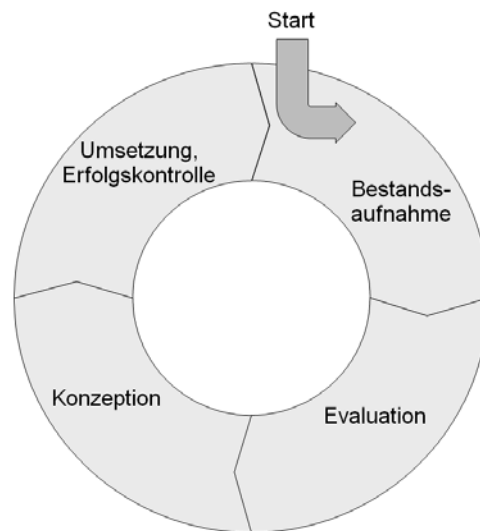 Start
Umsetzung,
Erfolgskontrolle
Bestands-
aufnahme
Konzeption
Evaluation